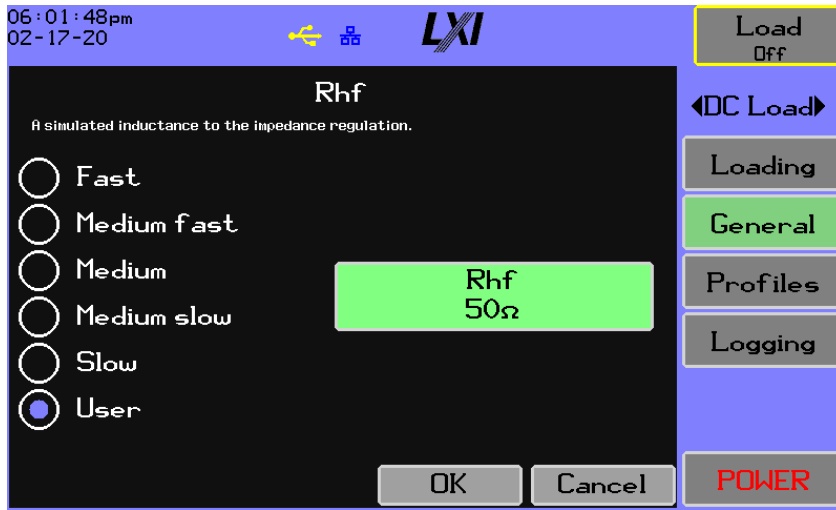 06:01:48pm
02-17-20
LXI
Load
Off
Rhf
A simulated inductance to the impedance regulation.
Fast
Medium fast
Medium
Medium slow
Slow
User
Rhf
50Ω
OK
Cancel
DC Load
Loading
General
Profiles
Logging
POWER